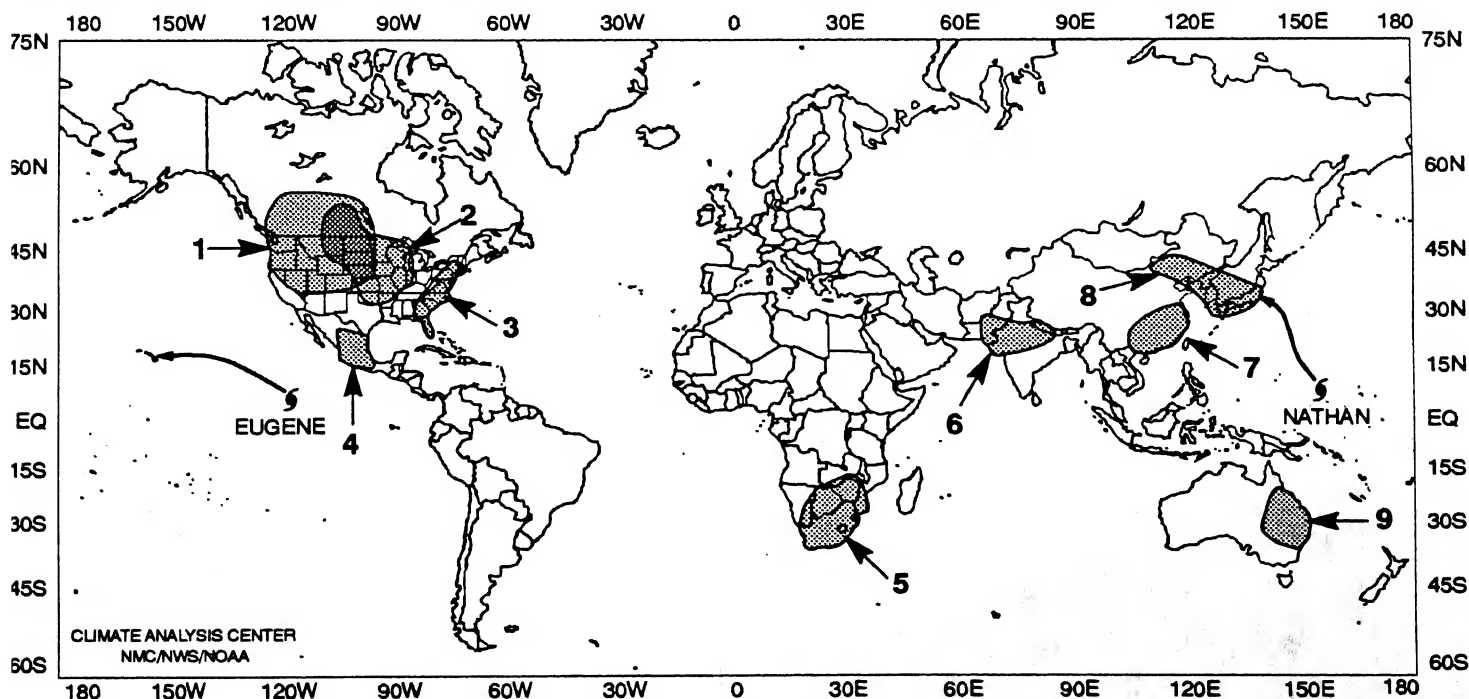 180 120W 90W 60W 30W 0 30E 60E 90E 120E 150E 180
75N 75N
60N 60N
2
1 45N 45N
8
30N 30N
3
7
15N 15N
6
EUGENE NATHAN
EQ EQ
4
15S 15S
9
30S 30S
5
45S 45S
CLIMATE ANALYSIS CENTER
NMC/NWS/NOAA
60S 60S
180 150W 120W 90W 60W 30W 0 30E 60E 90E 120E 150E 180